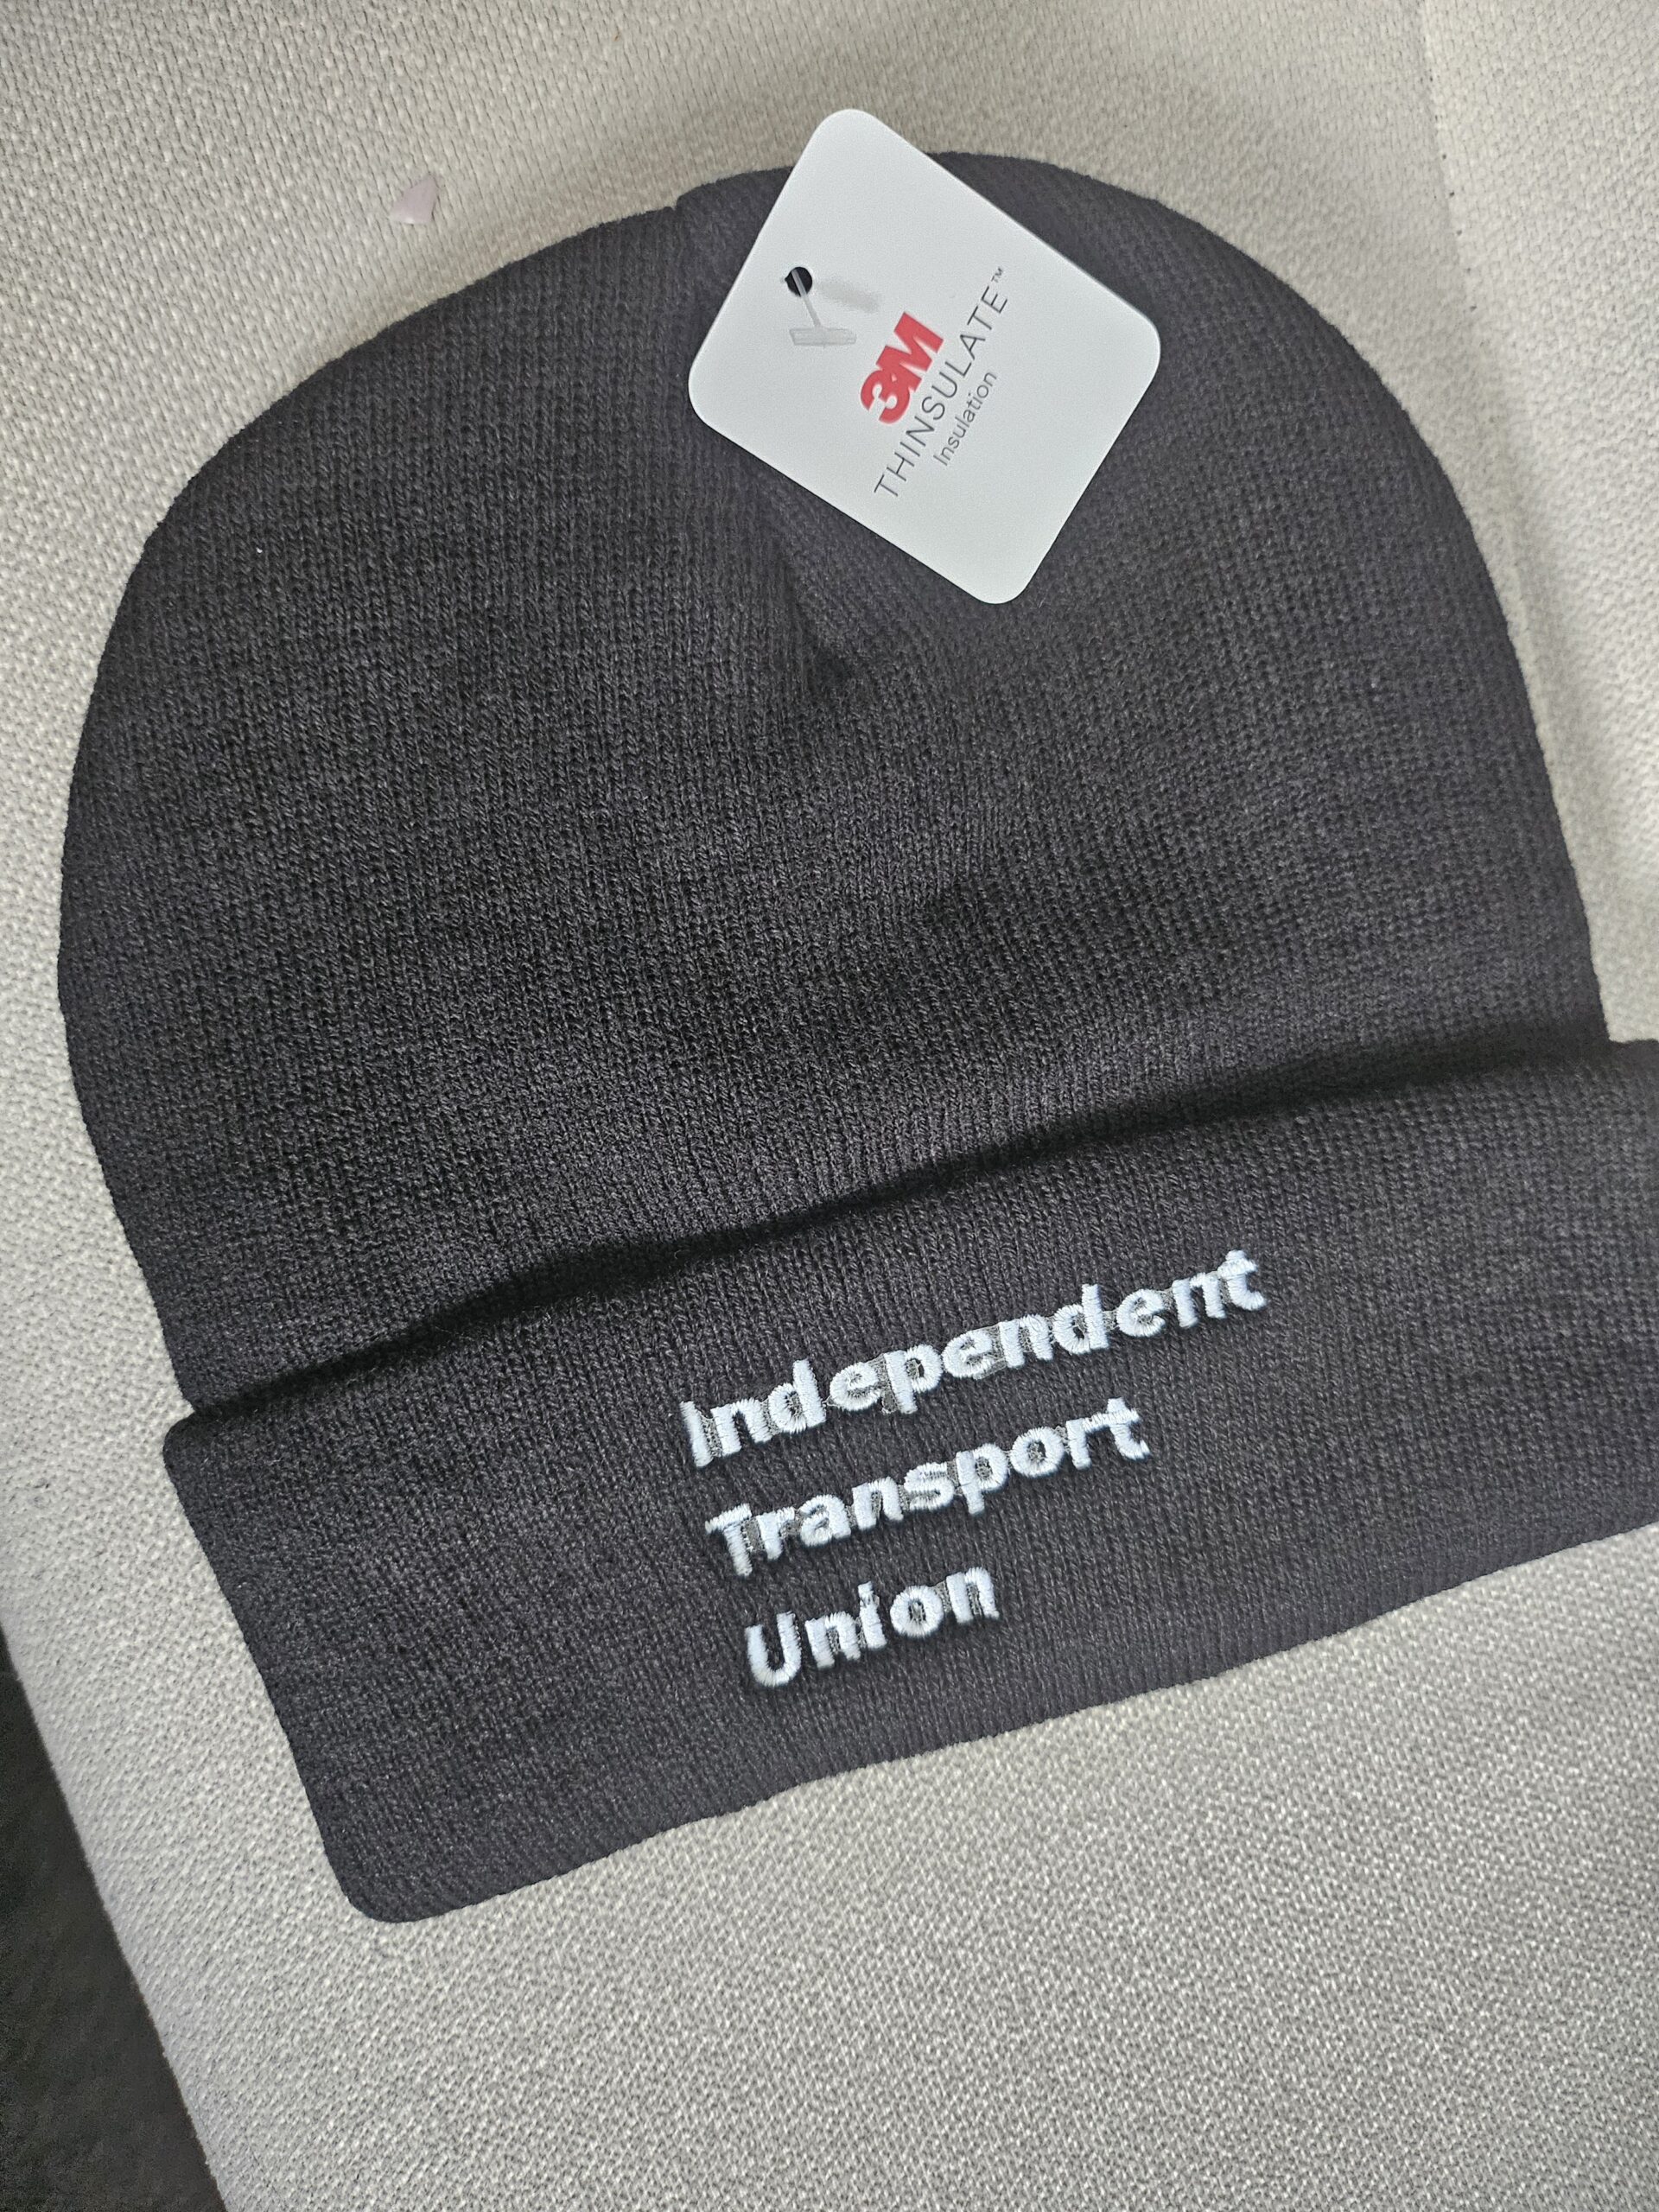 3M
THINSULATE™
Insulation
Independent
Transport
Union